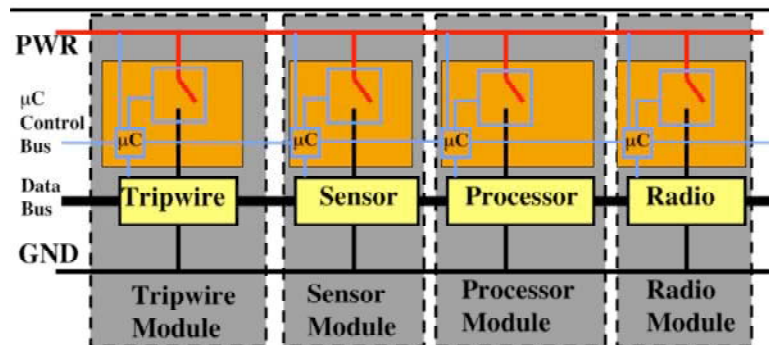 PWR
μC
Control
Bus
μC
μC
μC
μC
Data
Bus
Tripwire
Sensor
Processor
Radio
GND
Tripwire
Module
Sensor
Module
Processor
Module
Radio
Module